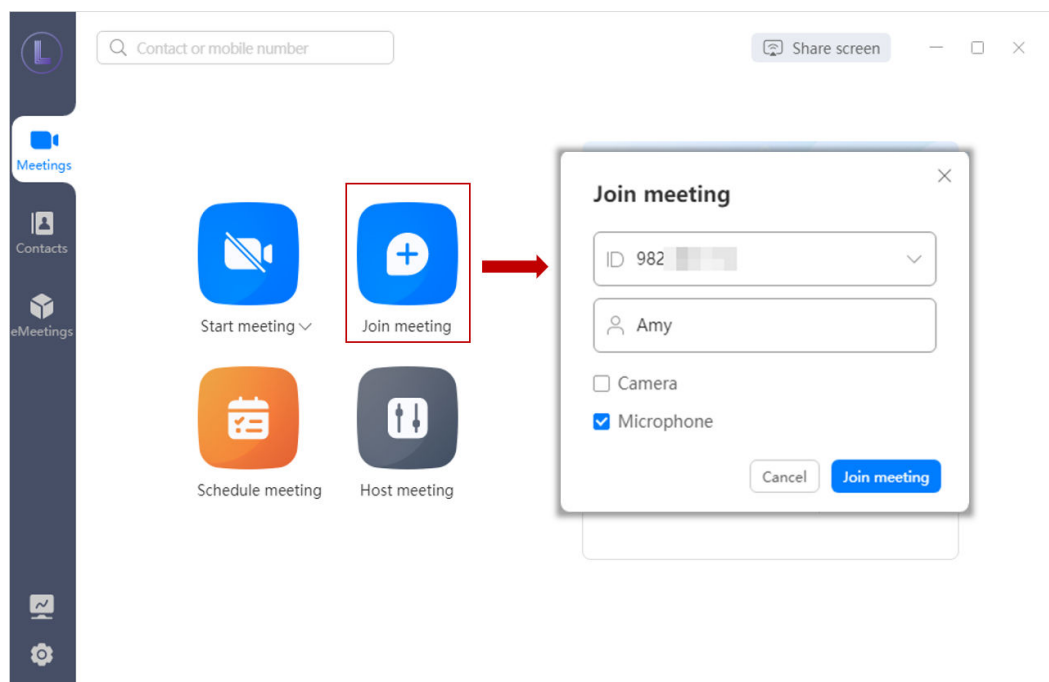 L
Contact or mobile number
Share screen
Meetings
Contacts
eMeetings
Start meeting
Join meeting
Schedule meeting
Host meeting
Join meeting
ID 982
Amy
Camera
Microphone
Cancel
Join meeting